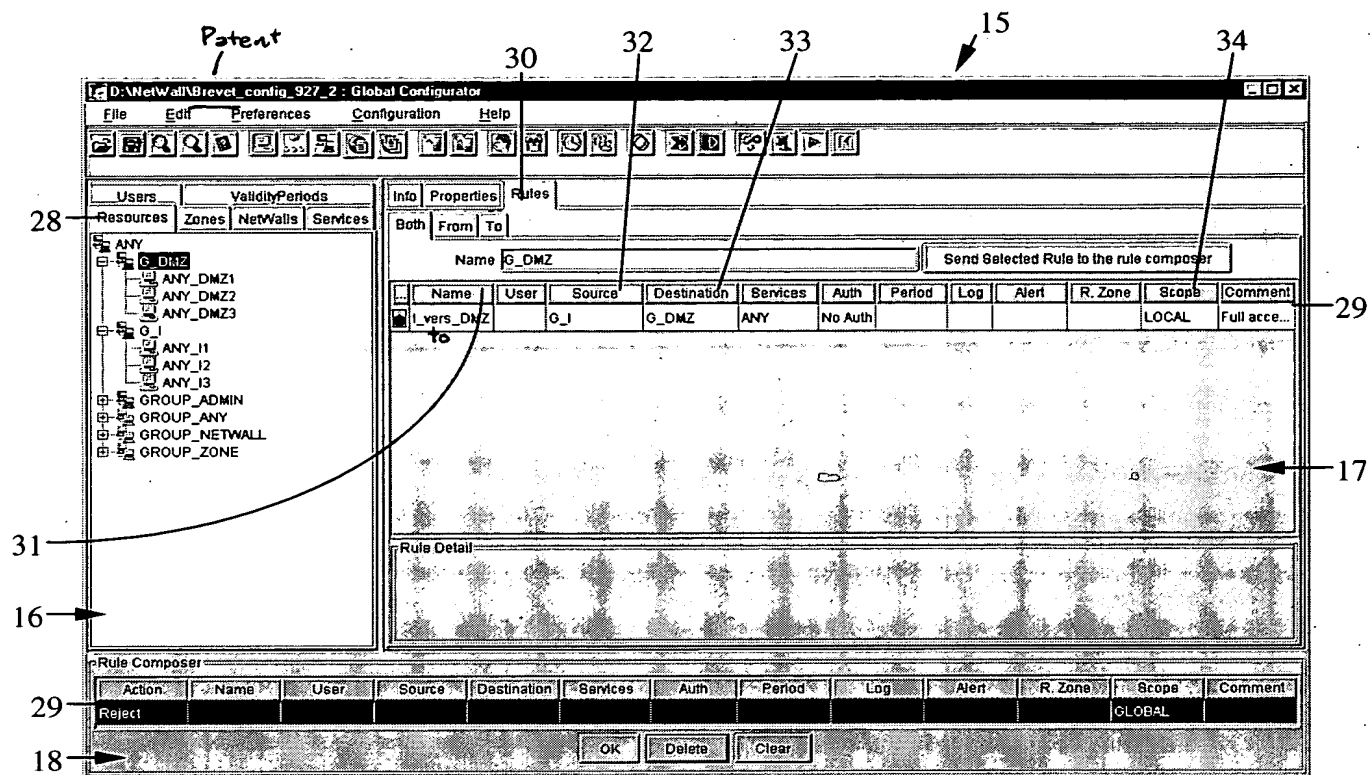 Patent
15
30
32
33
34
D:\NetWall\Brevet_config_927_2 : Global Configurator
File Edit Preferences Configuration Help
Users ValidityPeriods
28
Resources Zones NetWalls Services
Info Properties Rules
Both From To
Name G_DMZ Send Selected Rule to the rule composer
... Name User Source Destination Services Auth Period Log Alert R. Zone Scope Comment
I_vers_DMZ G_I G_DMZ ANY No Auth LOCAL Full acce...
29
to
ANY
G_DMZ
ANY_DMZ1
ANY_DMZ2
ANY_DMZ3
G_I
ANY_I1
ANY_I2
ANY_I3
GROUP_ADMIN
GROUP_ANY
GROUP_NETWALL
GROUP_ZONE
17
31
Rule Detail
16
Rule Composer
Action Name User Source Destination Services Auth Period Log Alert R. Zone Scope Comment
29
Reject GLOBAL
18
OK Delete Clear